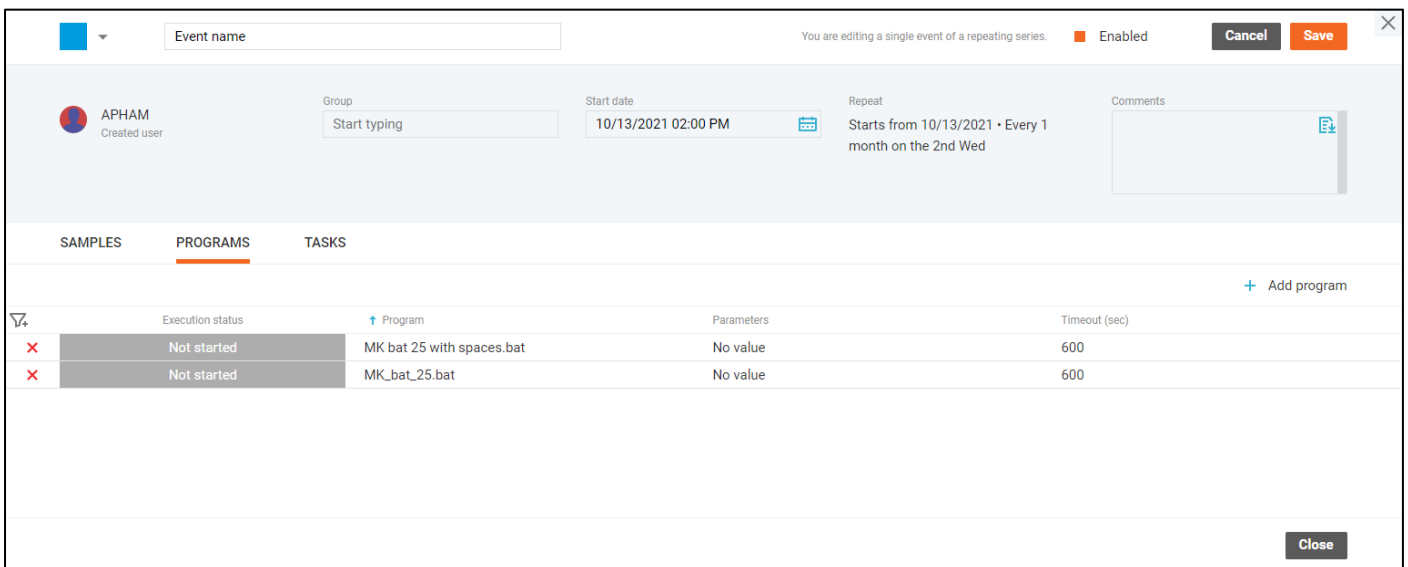 Event name
You are editing a single event of a repeating series.
Enabled
Cancel
Save
APHAM
Created user
Group
Start typing
Start date
10/13/2021 02:00 PM
Repeat
Starts from 10/13/2021 • Every 1
month on the 2nd Wed
Comments
SAMPLES PROGRAMS TASKS
+ Add program
Execution status ↑ Program Parameters Timeout (sec)
Not started MK bat 25 with spaces.bat No value 600
Not started MK_bat_25.bat No value 600
Close